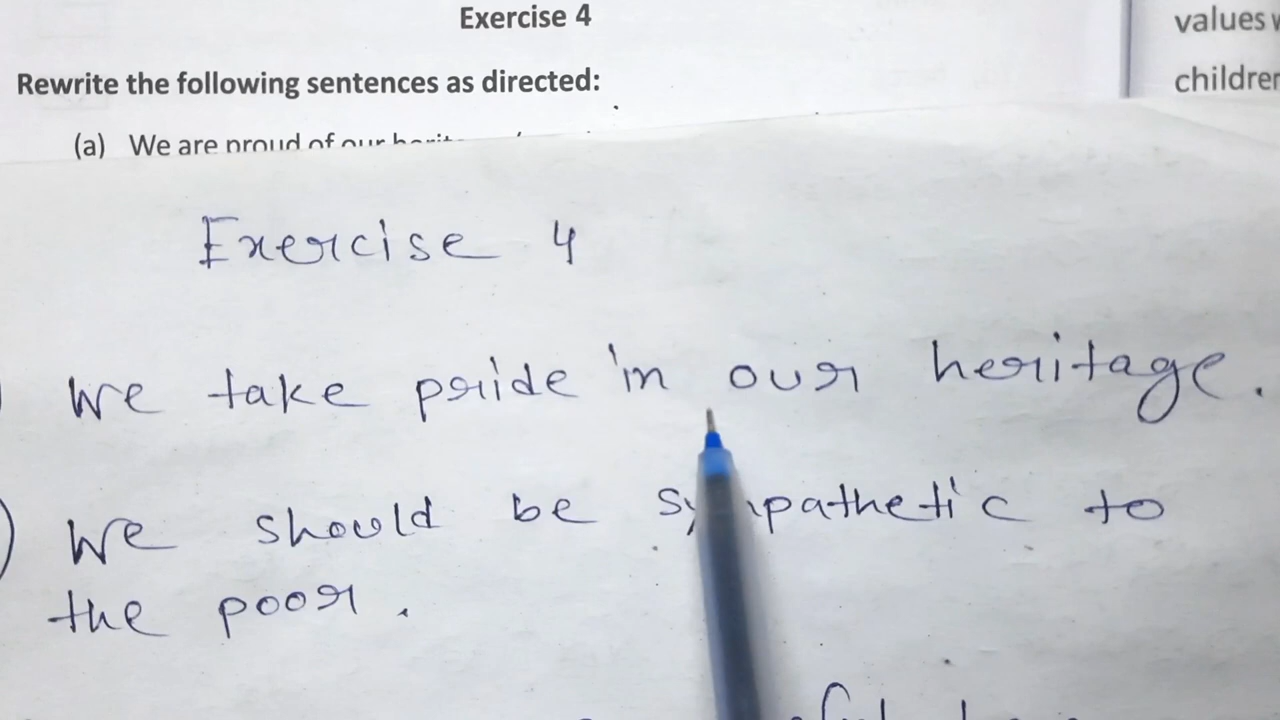 Exercise 4
values
Rewrite the following sentences as directed:
children
(a) We are proud of our
Exercise 4
We take pride in our heritage.
We should be sympathetic to
the poor.